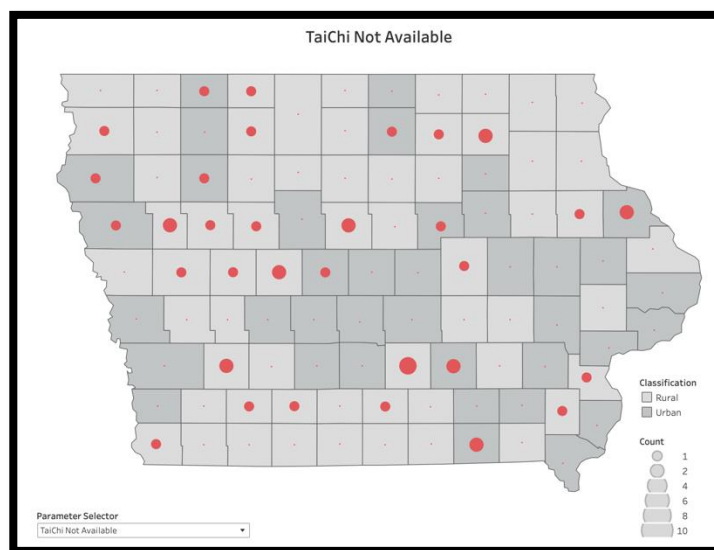 TaiChi Not Available
Classification
Rural
Urban
Count
1
2
4
6
8
10
Parameter Selector
TaiChi Not Available